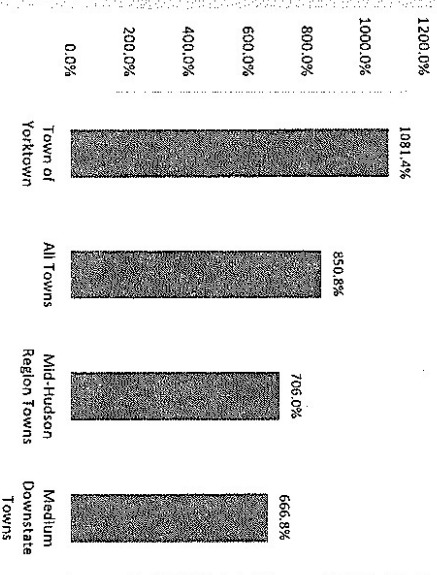 1200.0%
1000.0%
800.0%
600.0%
400.0%
200.0%
0.0%
1081.4%
850.8%
706.0%
666.8%
Town of
Yorktown
All Towns
Mid-Hudson
Region Towns
Medium
Downstate
Towns